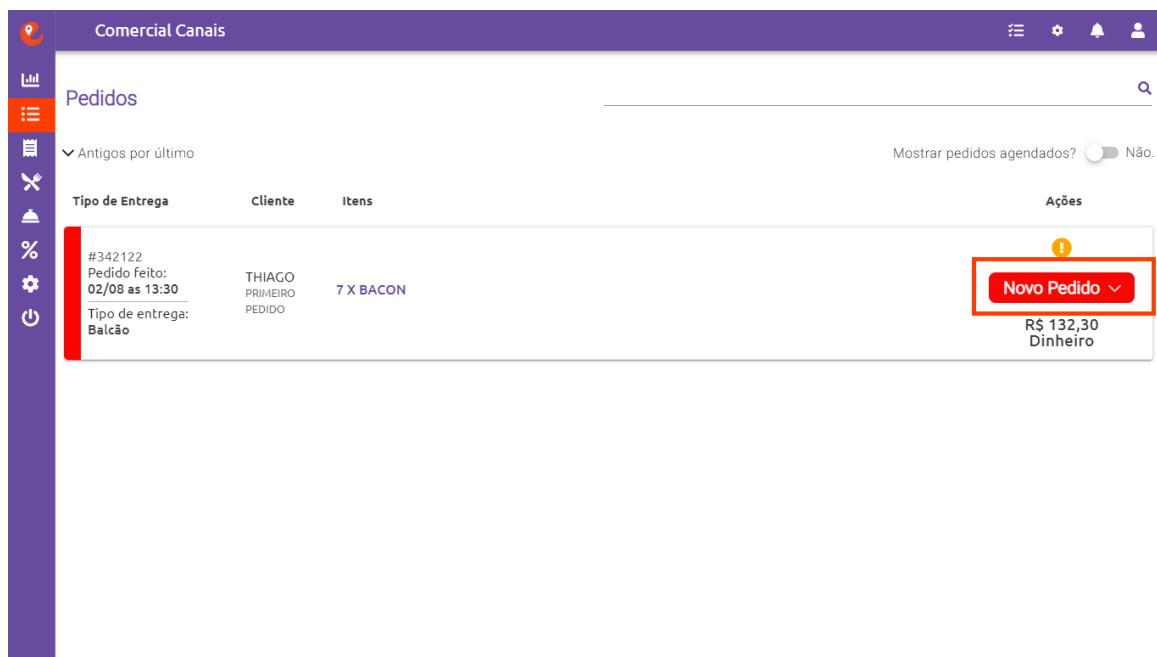 Comercial Canais
Pedidos
Antigos por último
Mostrar pedidos agendados? Não.
Tipo de Entrega Cliente Itens Ações
#342122
Pedido feito:
02/08 as 13:30
Tipo de entrega:
Balcão
THIAGO
PRIMEIRO
PEDIDO
7 X BACON
Novo Pedido
R$ 132,30
Dinheiro